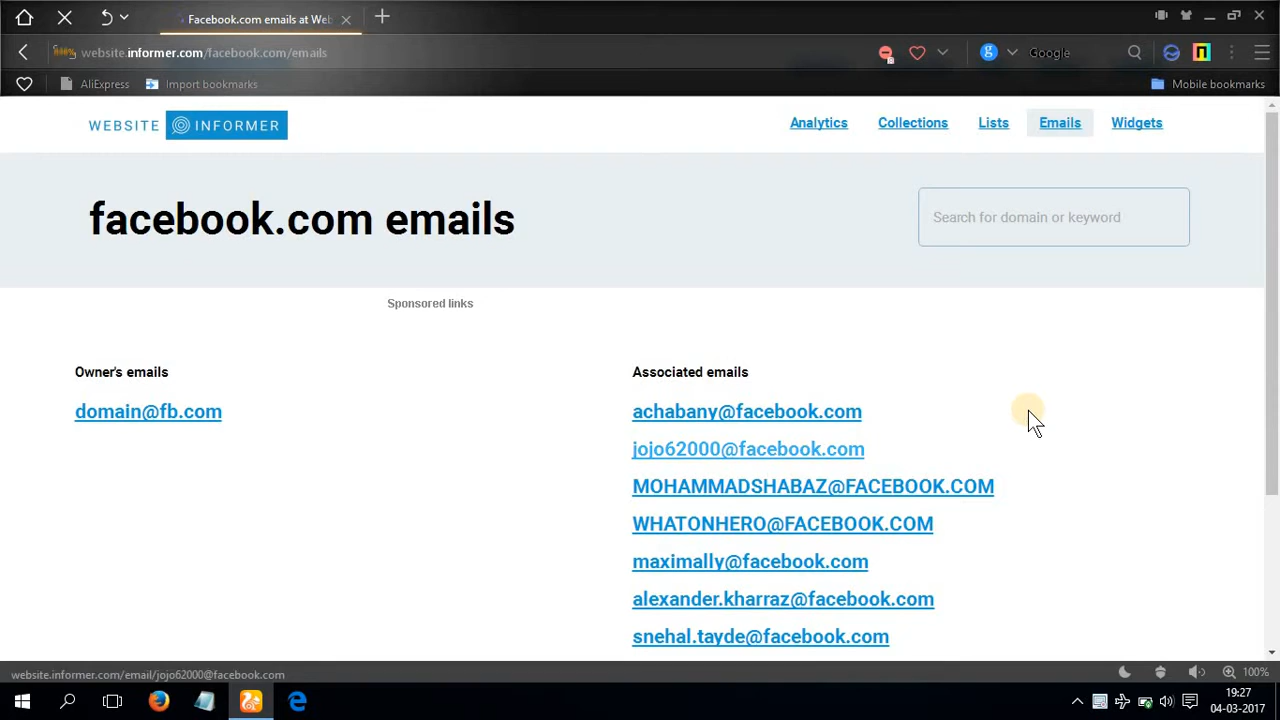 Facebook.com emails at Web
website.informer.com/facebook.com/emails
Google
AliExpress
Import bookmarks
Mobile bookmarks
WEBSITE INFORMER
Analytics
Collections
Lists
Emails
Widgets
facebook.com emails
Search for domain or keyword
Sponsored links
Owner's emails
domain@fb.com
Associated emails
achabany@facebook.com
jojo62000@facebook.com
MOHAMMADSHABAZ@FACEBOOK.COM
WHATONHERO@FACEBOOK.COM
maximally@facebook.com
alexander.kharraz@facebook.com
snehal.tayde@facebook.com
website.informer.com/email/jojo62000@facebook.com
100%
19:27
04-03-2017